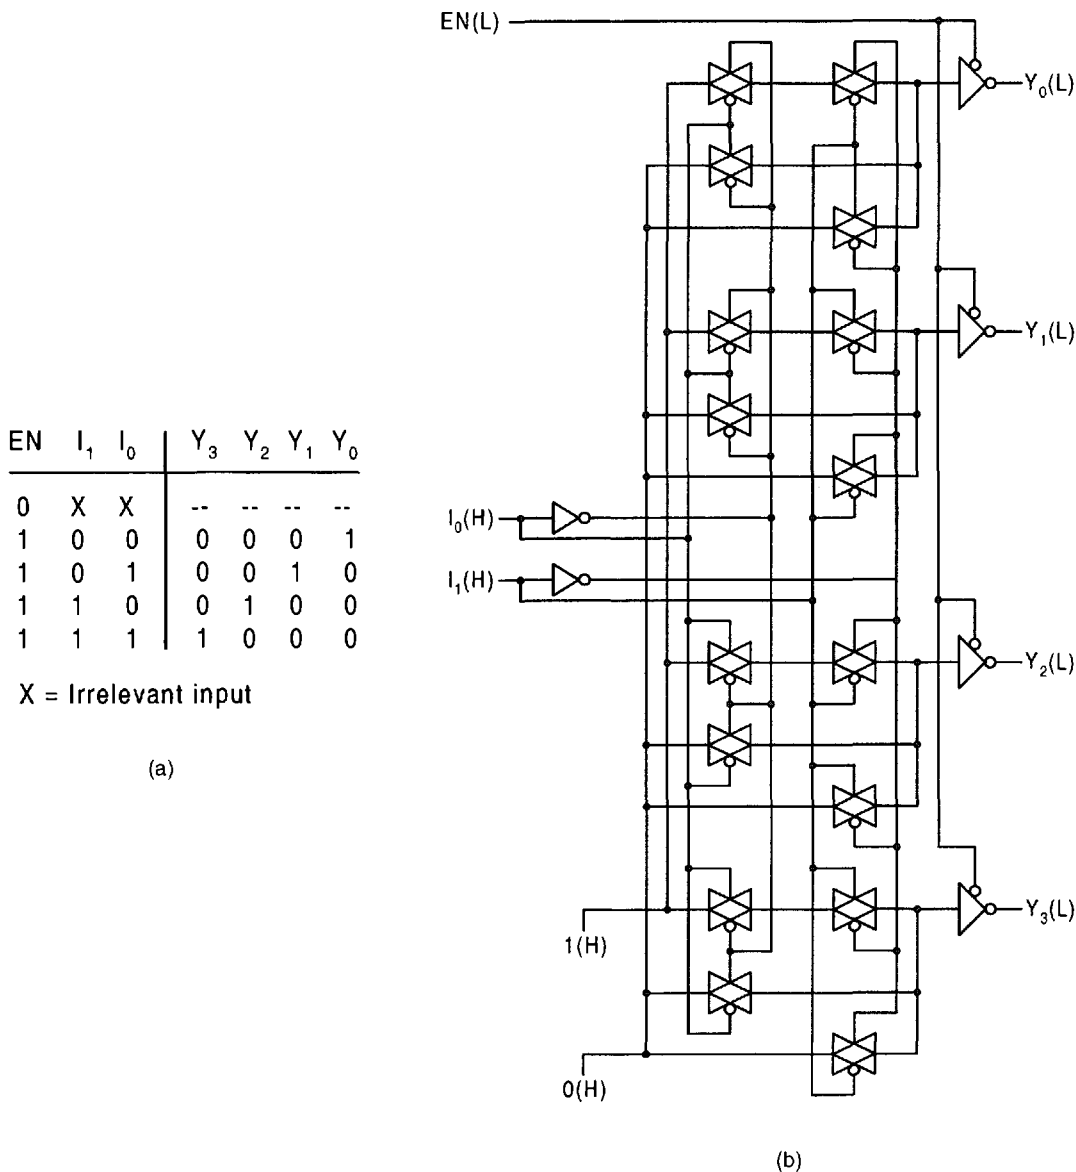 EN(L)
Y₀(L)
Y₁(L)
EN I₁ I₀ Y₃ Y₂ Y₁ Y₀
0 X X -- -- -- --
1 0 0 0 0 0 1
1 0 1 0 0 1 0
1 1 0 0 1 0 0
1 1 1 1 0 0 0
X = Irrelevant input
(a)
I₀(H)
I₁(H)
Y₂(L)
Y₃(L)
1(H)
0(H)
(b)